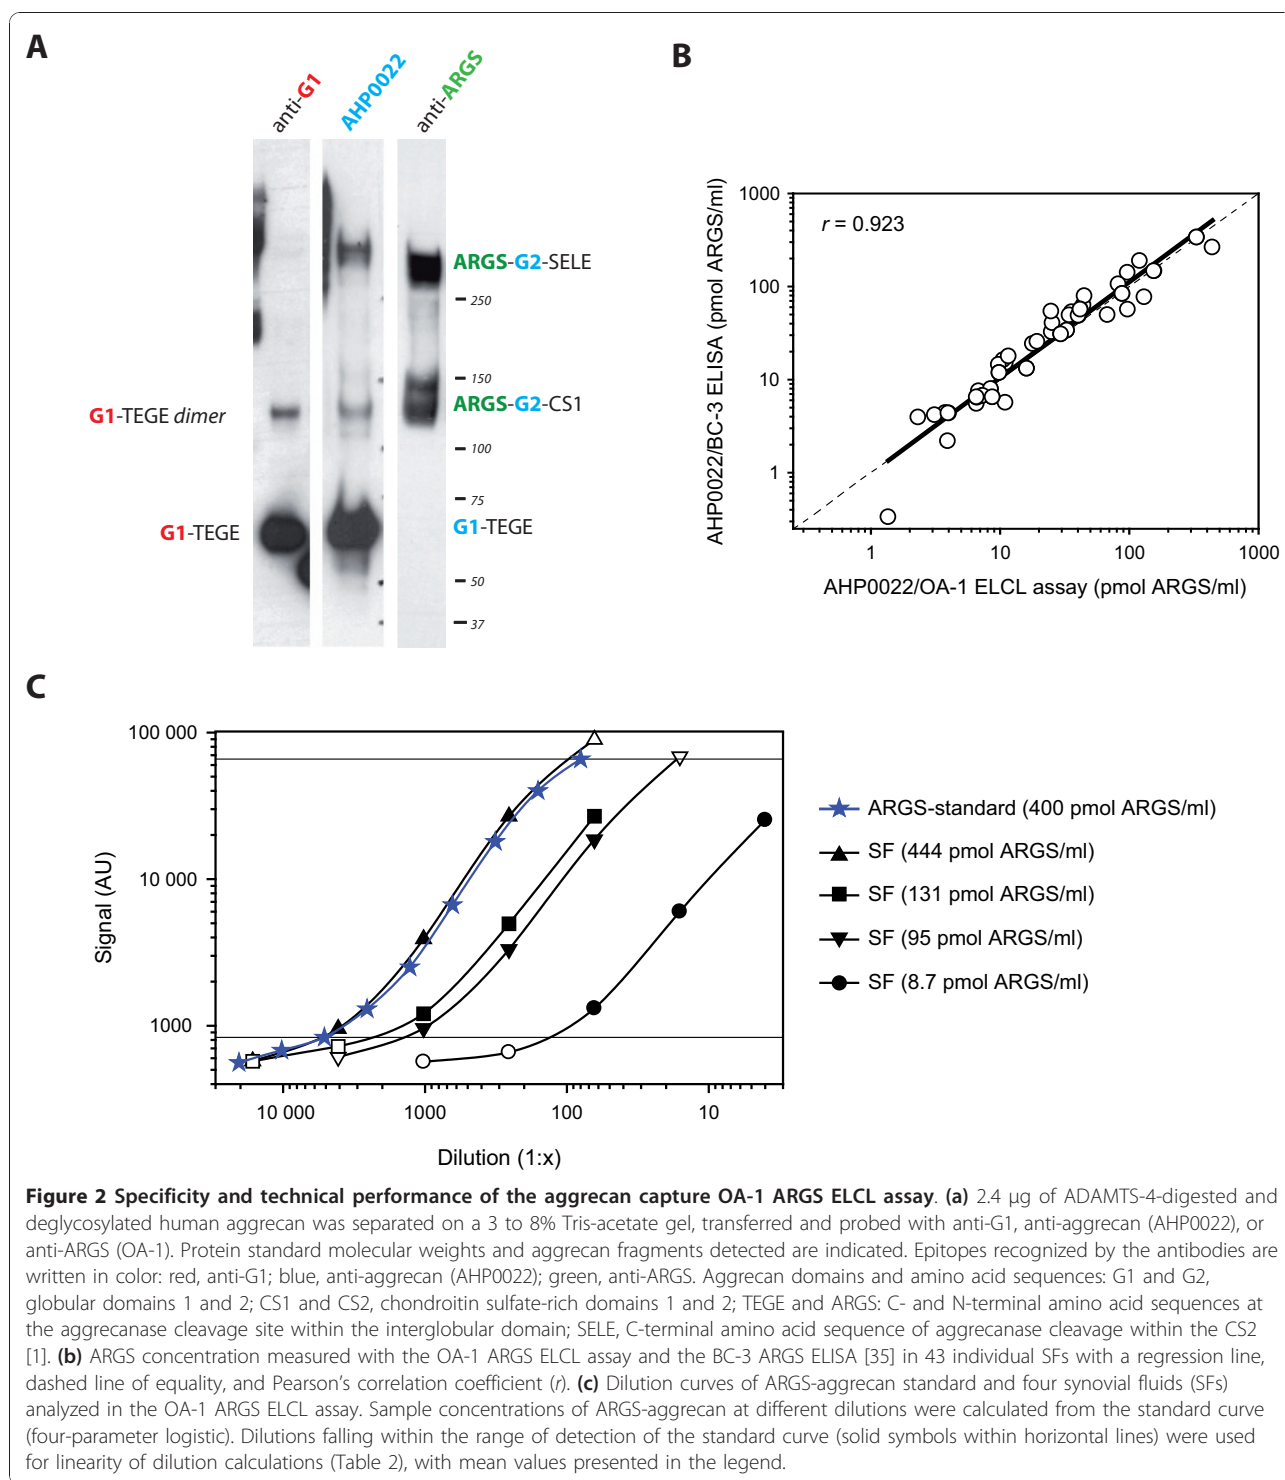 A
anti-G1
AHP0022
anti-ARGS
ARGS-G2-SELE
250
150
G1-TEGE dimer
ARGS-G2-CS1
100
75
G1-TEGE
G1-TEGE
50
37
B
AHP0022/BC-3 ELISA (pmol ARGS/ml)
1000
r = 0.923
100
10
1
1
10
100
1000
AHP0022/OA-1 ELCL assay (pmol ARGS/ml)
C
Signal (AU)
100 000
10 000
1000
10 000
1000
100
10
Dilution (1:x)
ARGS-standard (400 pmol ARGS/ml)
SF (444 pmol ARGS/ml)
SF (131 pmol ARGS/ml)
SF (95 pmol ARGS/ml)
SF (8.7 pmol ARGS/ml)
Figure 2 Specificity and technical performance of the aggrecan capture OA-1 ARGS ELCL assay. (a) 2.4 μg of ADAMTS-4-digested and
deglycosylated human aggrecan was separated on a 3 to 8% Tris-acetate gel, transferred and probed with anti-G1, anti-aggrecan (AHP0022), or
anti-ARGS (OA-1). Protein standard molecular weights and aggrecan fragments detected are indicated. Epitopes recognized by the antibodies are
written in color: red, anti-G1; blue, anti-aggrecan (AHP0022); green, anti-ARGS. Aggrecan domains and amino acid sequences: G1 and G2,
globular domains 1 and 2; CS1 and CS2, chondroitin sulfate-rich domains 1 and 2; TEGE and ARGS: C- and N-terminal amino acid sequences at
the aggrecanase cleavage site within the interglobular domain; SELE, C-terminal amino acid sequence of aggrecanase cleavage within the CS2
[1]. (b) ARGS concentration measured with the OA-1 ARGS ELCL assay and the BC-3 ARGS ELISA [35] in 43 individual SFs with a regression line,
dashed line of equality, and Pearson's correlation coefficient (r). (c) Dilution curves of ARGS-aggrecan standard and four synovial fluids (SFs)
analyzed in the OA-1 ARGS ELCL assay. Sample concentrations of ARGS-aggrecan at different dilutions were calculated from the standard curve
(four-parameter logistic). Dilutions falling within the range of detection of the standard curve (solid symbols within horizontal lines) were used
for linearity of dilution calculations (Table 2), with mean values presented in the legend.